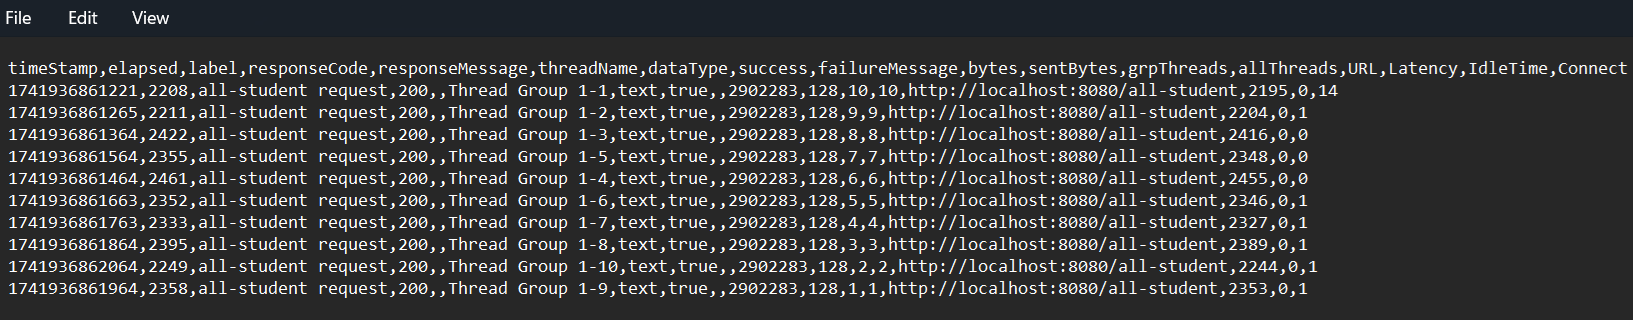 File Edit View
timeStamp,elapsed,label,responseCode,responseMessage,threadName,dataType,success,failureMessage,bytes,sentBytes,grpThreads,allThreads,URL,Latency,IdleTime,Connect
1741936861221,2208,all-student request,200,,Thread Group 1-1,text,true,,2902283,128,10,10,http://localhost:8080/all-student,2195,0,14
1741936861265,2211,all-student request,200,,Thread Group 1-2,text,true,,2902283,128,9,9,http://localhost:8080/all-student,2204,0,1
1741936861364,2422,all-student request,200,,Thread Group 1-3,text,true,,2902283,128,8,8,http://localhost:8080/all-student,2416,0,0
1741936861564,2355,all-student request,200,,Thread Group 1-5,text,true,,2902283,128,7,7,http://localhost:8080/all-student,2348,0,0
1741936861464,2461,all-student request,200,,Thread Group 1-4,text,true,,2902283,128,6,6,http://localhost:8080/all-student,2455,0,0
1741936861663,2352,all-student request,200,,Thread Group 1-6,text,true,,2902283,128,5,5,http://localhost:8080/all-student,2346,0,1
1741936861763,2333,all-student request,200,,Thread Group 1-7,text,true,,2902283,128,4,4,http://localhost:8080/all-student,2327,0,1
1741936861864,2395,all-student request,200,,Thread Group 1-8,text,true,,2902283,128,3,3,http://localhost:8080/all-student,2389,0,1
1741936862064,2249,all-student request,200,,Thread Group 1-10,text,true,,2902283,128,2,2,http://localhost:8080/all-student,2244,0,1
1741936861964,2358,all-student request,200,,Thread Group 1-9,text,true,,2902283,128,1,1,http://localhost:8080/all-student,2353,0,1